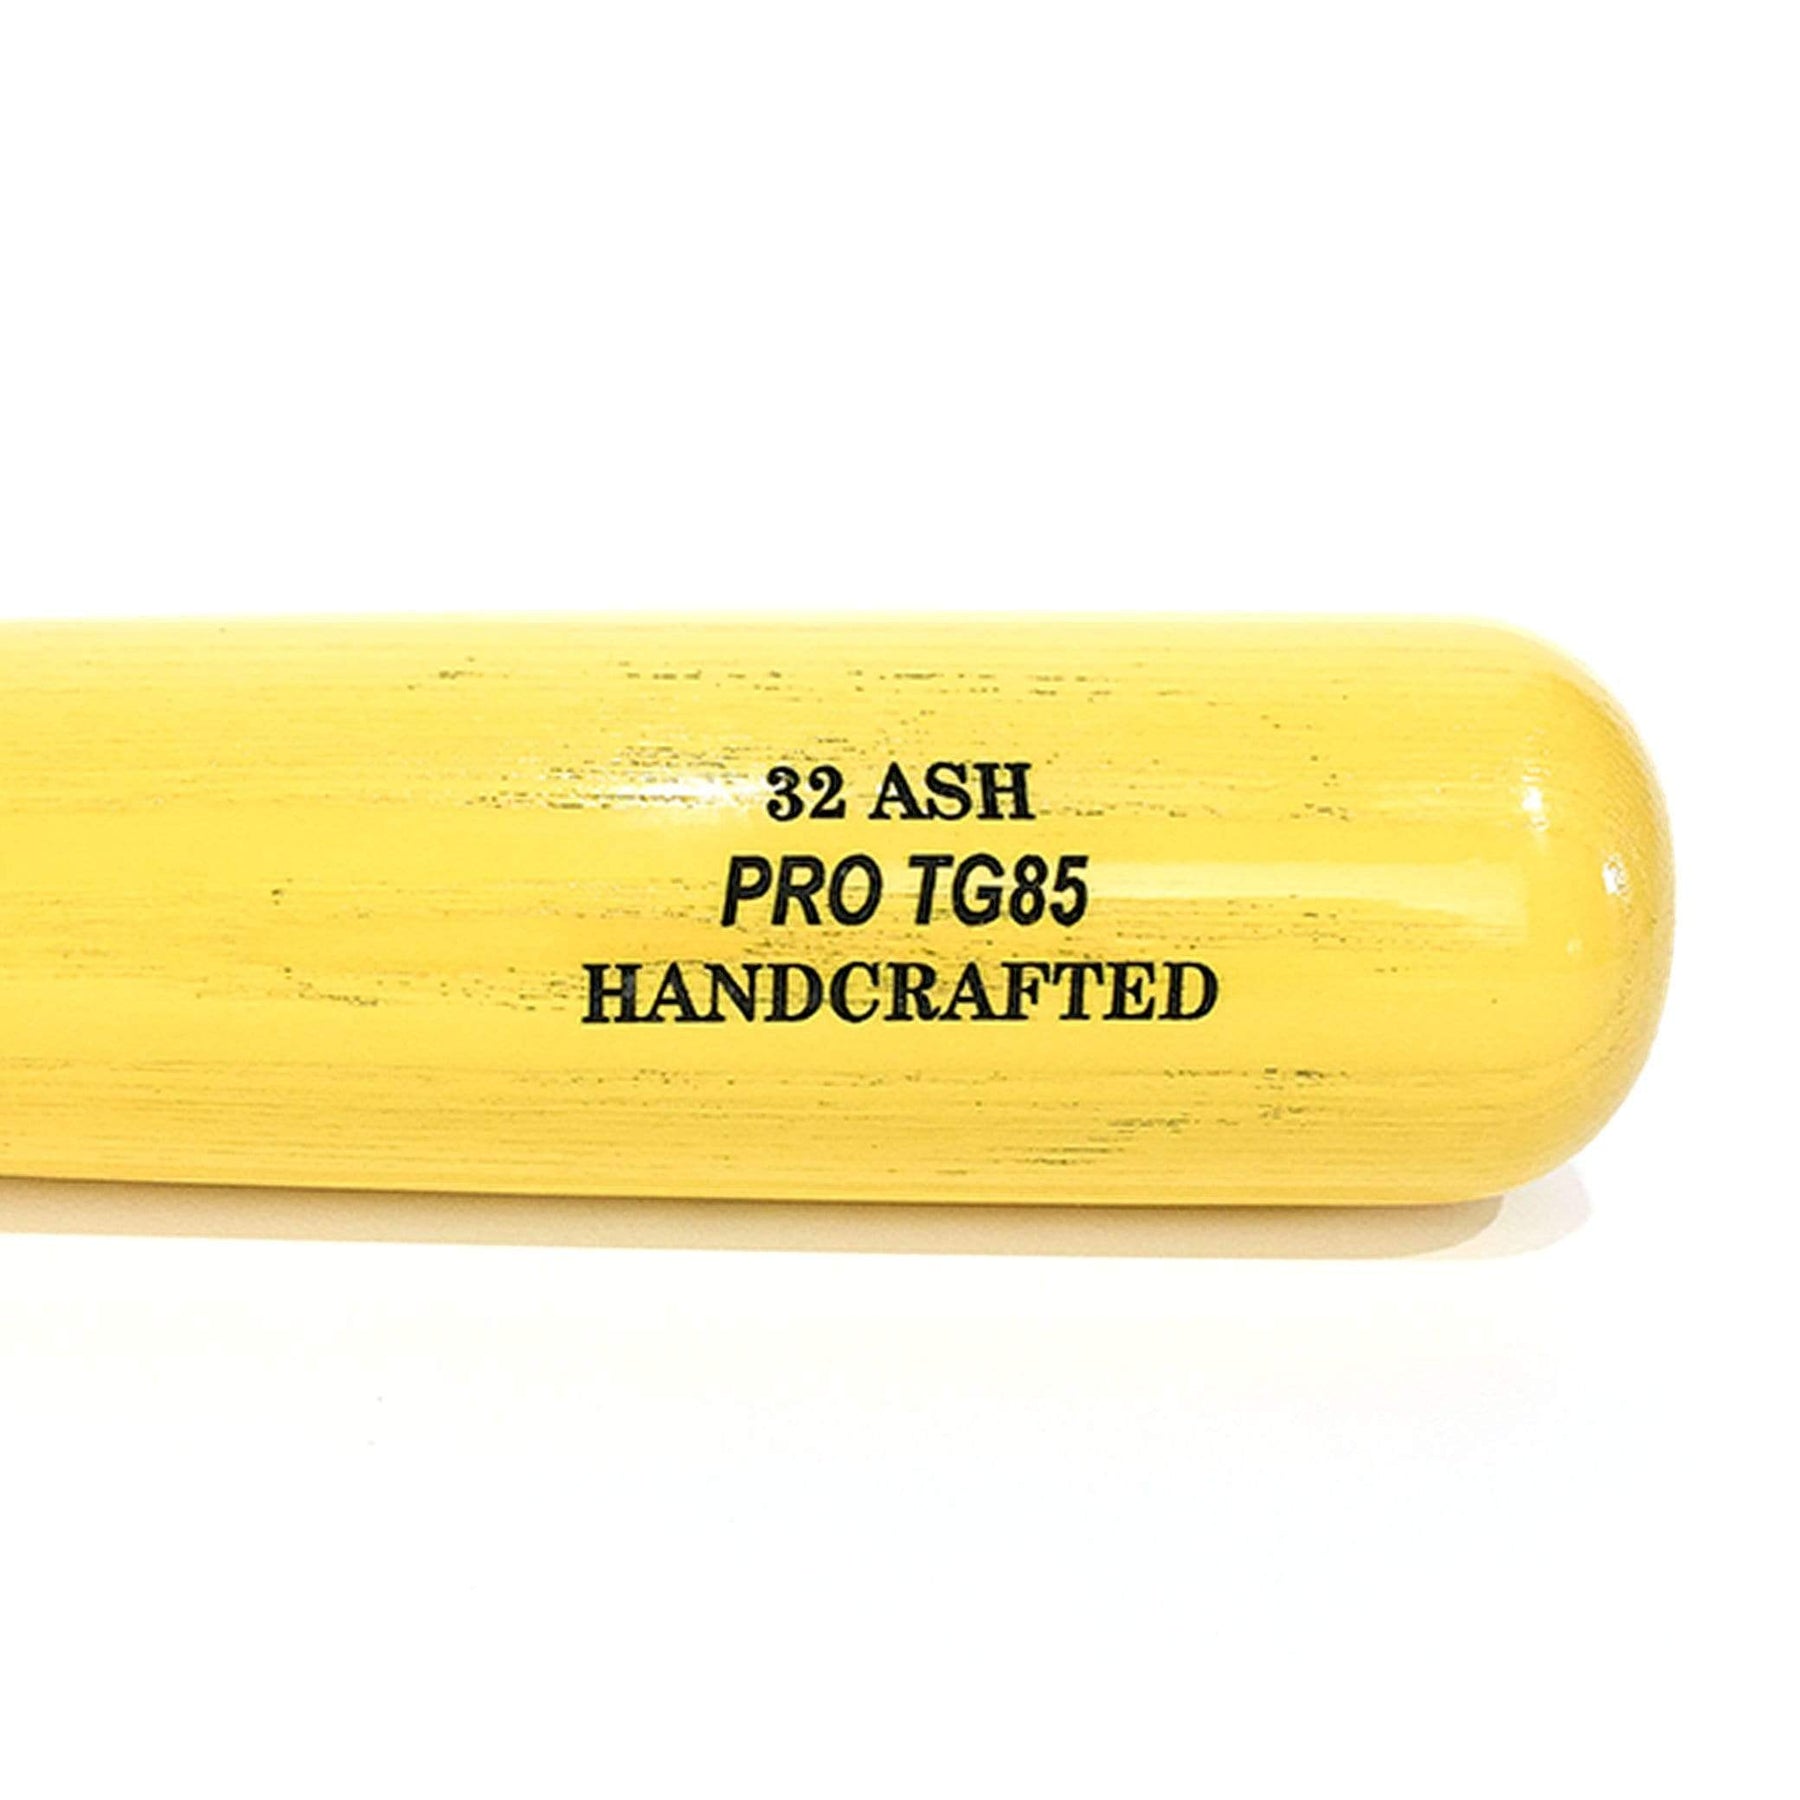 32 ASH
PRO TG85
HANDCRAFTED